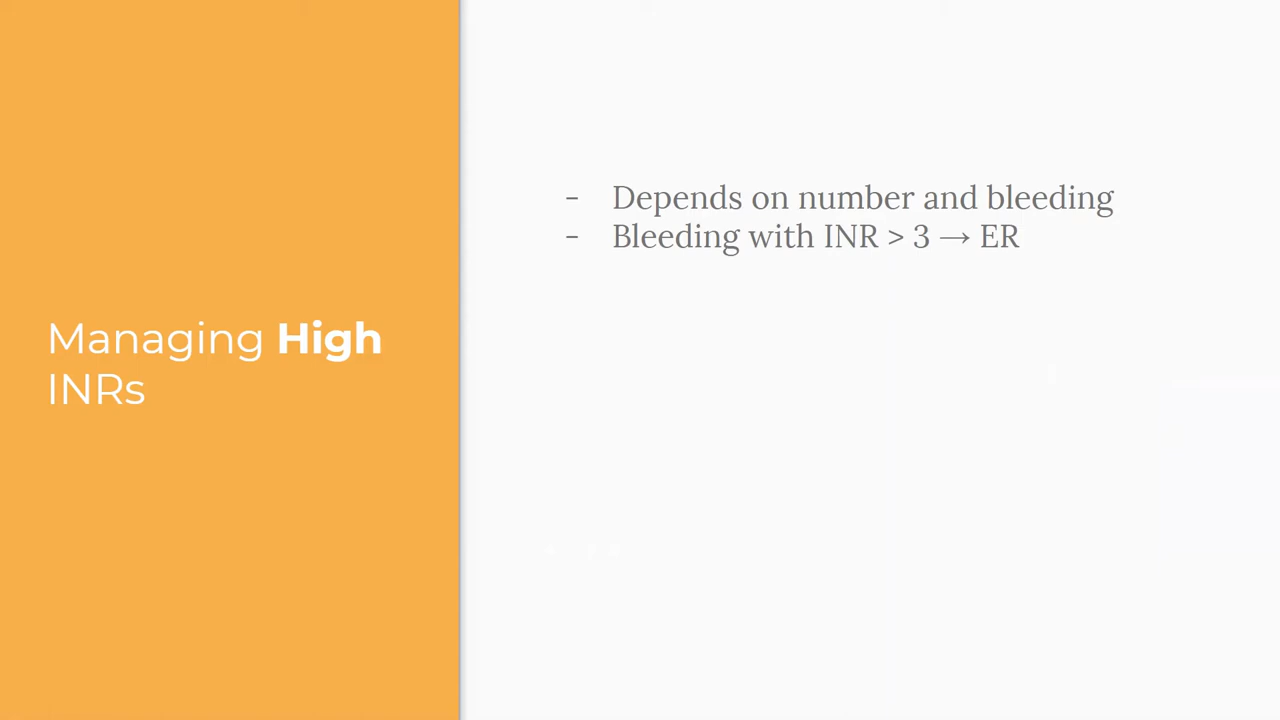 Managing High
INRs
- Depends on number and bleeding
- Bleeding with INR > 3 → ER